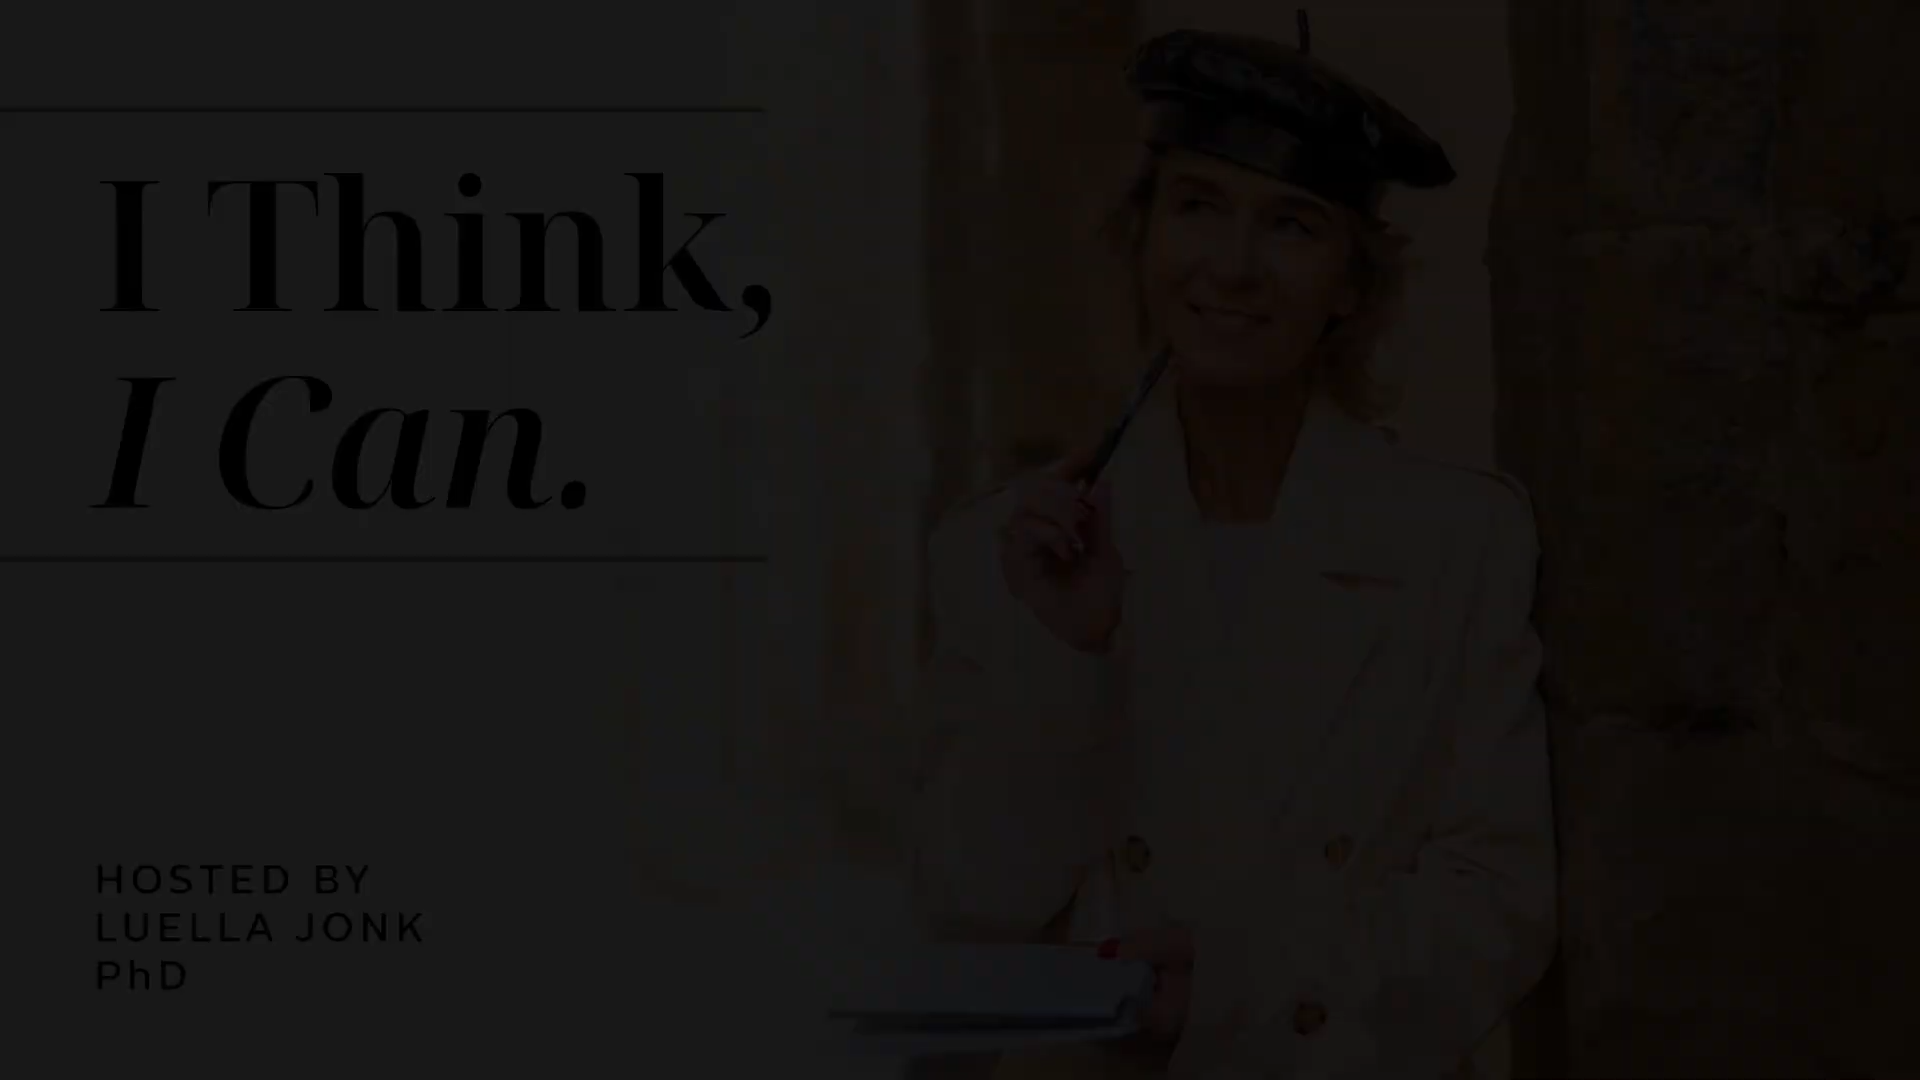 I Think,
I Can.
HOSTED BY
LUELLA JONK
PhD